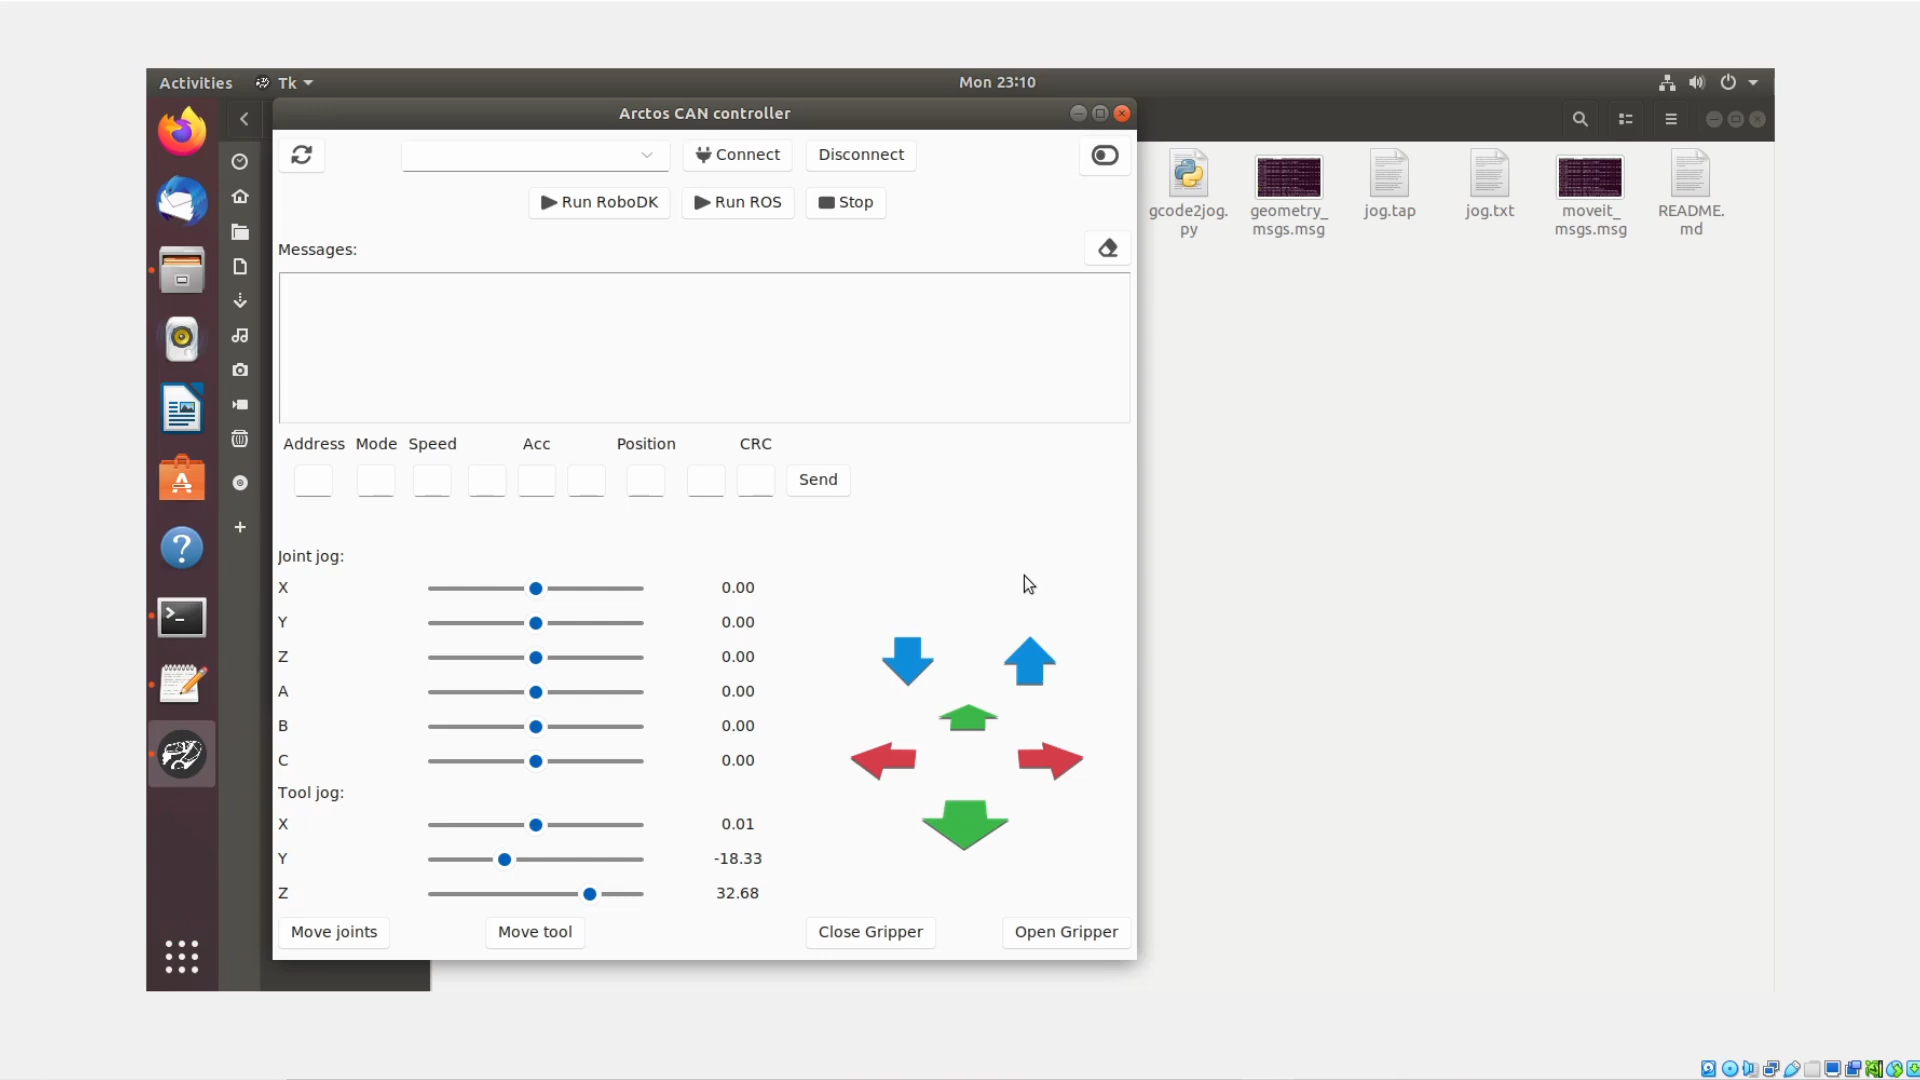 Activities
Tk
Mon 23:10
Arctos CAN controller
Connect
Disconnect
Run RoboDK
Run ROS
Stop
Messages:
Address Mode Speed Acc Position CRC
Send
Joint jog:
X 0.00
Y 0.00
Z 0.00
A 0.00
B 0.00
C 0.00
Tool jog:
X 0.01
Y -18.33
Z 32.68
Move joints
Move tool
Close Gripper
Open Gripper
gcode2jog.
py
geometry_
msgs.msg
jog.tap
jog.txt
moveit_
msgs.msg
README.
md